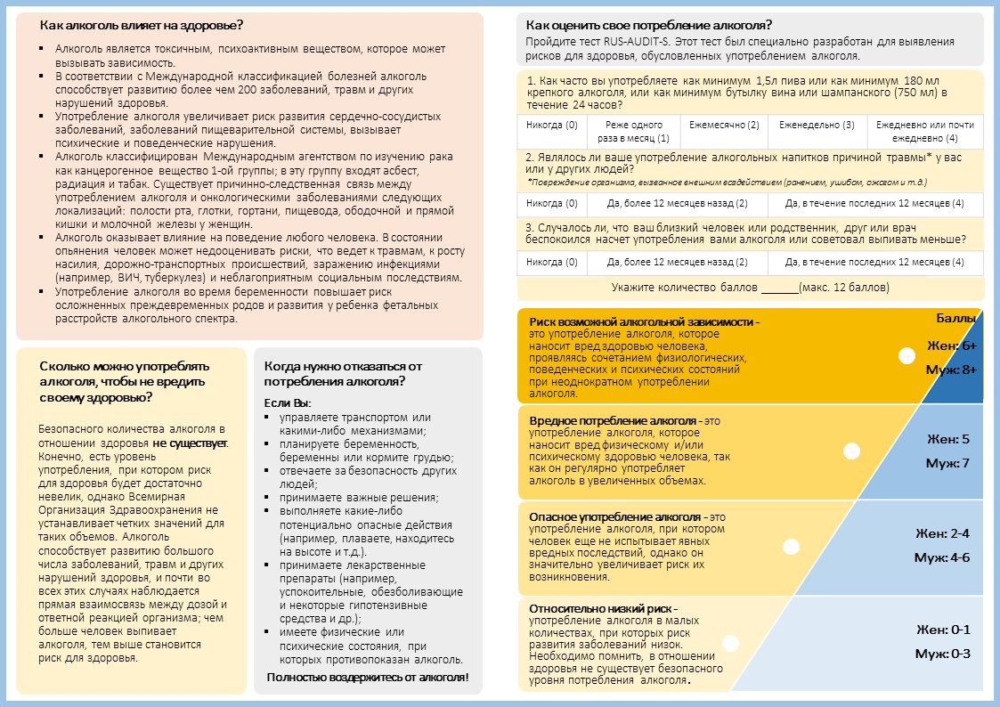 Как алкоголь влияет на здоровье?
▪ Алкоголь является токсичным, психоактивным веществом, которое может
вызывать зависимость.
▪ В соответствии с Международной классификацией болезней алкоголь
способствует развитию более чем 200 заболеваний, травм и других
нарушений здоровья.
▪ Употребление алкоголя увеличивает риск развития сердечно-сосудистых
заболеваний, заболеваний пищеварительной системы, вызывает
психические и поведенческие нарушения.
▪ Алкоголь классифицирован Международным агентством по изучению рака
как канцерогенное вещество 1-ой группы; в эту группу входят асбест,
радиация и табак. Существует причинно-следственная связь между
употреблением алкоголя и онкологическими заболеваниями следующих
локализаций: полости рта, глотки, гортани, пищевода, ободочной и прямой
кишки и молочной железы у женщин.
▪ Алкоголь оказывает влияние на поведение любого человека. В состоянии
опьянения человек может недооценивать риски, что ведет к травмам, к росту
насилия, дорожно-транспортных происшествий, заражению инфекциями
(например, ВИЧ, туберкулез) и неблагоприятным социальным последствиям.
▪ Употребление алкоголя во время беременности повышает риск
осложненных преждевременных родов и развития у ребенка фетальных
расстройств алкогольного спектра.
Сколько можно употреблять
алкоголя, чтобы не вредить
своему здоровью?
Безопасного количества алкоголя в
отношении здоровья не существует.
Конечно, есть уровень
употребления, при котором риск
для здоровья будет достаточно
невелик, однако Всемирная
Организация Здравоохранения не
устанавливает четких значений для
таких объемов. Алкоголь
способствует развитию большого
числа заболеваний, травм и других
нарушений здоровья, и почти во
всех этих случаях наблюдается
прямая взаимосвязь между дозой и
ответной реакцией организма; чем
больше человек выпивает
алкоголя, тем выше становится
риск для здоровья.
Когда нужно отказаться от
потребления алкоголя?
Если Вы:
▪ управляете транспортом или
какими-либо механизмами;
▪ планируете беременность,
беременны или кормите грудью;
▪ отвечаете за безопасность других
людей;
▪ принимаете важные решения;
▪ выполняете какие-либо
потенциально опасные действия
(например, плаваете, находитесь
на высоте и т.д.).
▪ принимаете лекарственные
препараты (например,
успокоительные, обезболивающие
и некоторые гипотензивные
средства и др.);
▪ имеете физические или
психические состояния, при
которых противопоказан алкоголь.
Полностью воздержитесь от алкоголя!
Как оценить свое потребление алкоголя?
Пройдите тест RUS-AUDIT-S. Этот тест был специально разработан для выявления
рисков для здоровья, обусловленных употреблением алкоголя.
1. Как часто вы употребляете как минимум 1,5л пива или как минимум 180 мл
крепкого алкоголя, или как минимум бутылку вина или шампанского (750 мл) в
течение 24 часов?
Никогда (0) Реже одного раза в месяц (1) Ежемесячно (2) Еженедельно (3) Ежедневно или почти ежедневно (4)
2. Являлось ли ваше употребление алкогольных напитков причиной травмы* у вас
или у других людей?
*Повреждение организма, вызванное внешним воздействием (ранением, ушибом, ожогом и т.д.)
Никогда (0) Да, более 12 месяцев назад (2) Да, в течение последних 12 месяцев (4)
3. Случалось ли, что ваш близкий человек или родственник, друг или врач
беспокоился насчет употребления вами алкоголя или советовал выпивать меньше?
Никогда (0) Да, более 12 месяцев назад (2) Да, в течение последних 12 месяцев (4)
Укажите количество баллов ______(макс. 12 баллов)
Баллы
Риск возможной алкогольной зависимости -
это употребление алкоголя, которое
наносит вред здоровью человека,
проявляясь сочетанием физиологических,
поведенческих и психических состояний
при неоднократном употреблении
алкоголя.
Жен: 6+
Муж: 8+
Вредное потребление алкоголя - это
употребление алкоголя, которое
наносит вред физическому и/или
психическому здоровью человека, так
как он регулярно употребляет
алкоголь в увеличенных объемах.
Жен: 5
Муж: 7
Опасное употребление алкоголя - это
употребление алкоголя, при котором
человек еще не испытывает явных
вредных последствий, однако он
значительно увеличивает риск их
возникновения.
Жен: 2-4
Муж: 4-6
Относительно низкий риск -
употребление алкоголя в малых
количествах, при которых риск
развития заболеваний низок.
Необходимо помнить, в отношении
здоровья не существует безопасного
уровня потребления алкоголя.
Жен: 0-1
Муж: 0-3